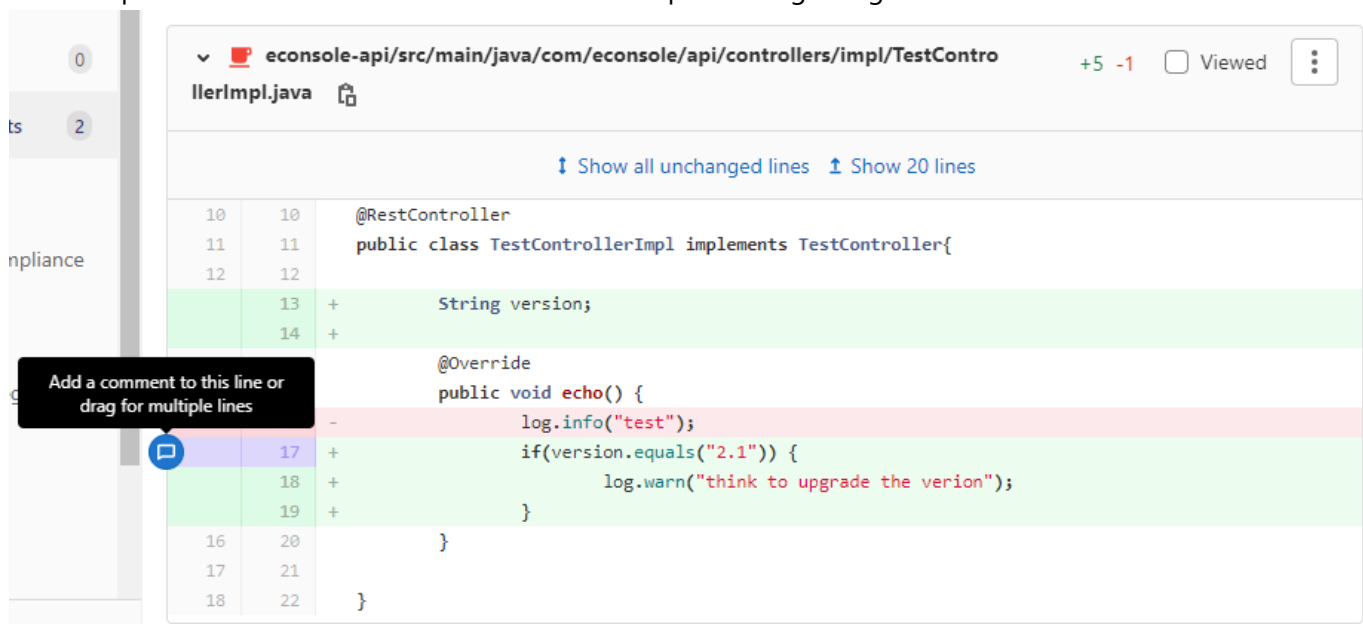 0
econsole-api/src/main/java/com/econsole/api/controllers/impl/TestContro
llerImpl.java
+5 -1 Viewed
ts 2
Show all unchanged lines Show 20 lines
10 10 @RestController
11 11 public class TestControllerImpl implements TestController{
mpliance
12 12
13 + String version;
14 +
@Override
Add a comment to this line or
drag for multiple lines
public void echo() {
- log.info("test");
17 + if(version.equals("2.1")) {
18 + log.warn("think to upgrade the verion");
19 + }
16 20 }
17 21
18 22 }